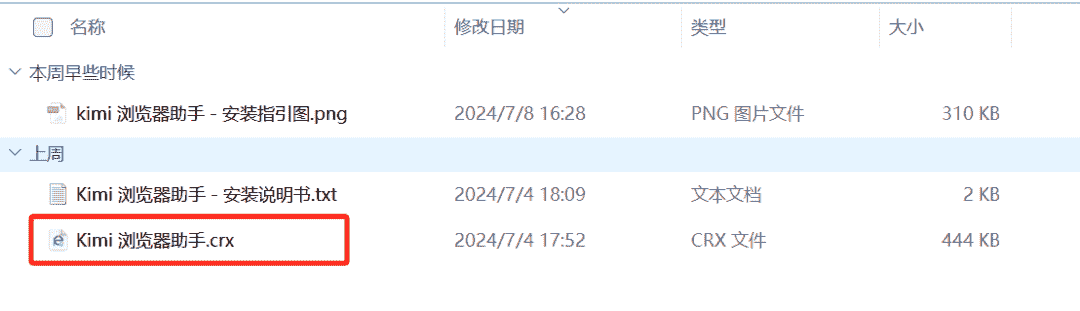 名称 修改日期 类型 大小
本周早些时候
kimi 浏览器助手 - 安装指引图.png 2024/7/8 16:28 PNG 图片文件 310 KB
上周
Kimi 浏览器助手 - 安装说明书.txt 2024/7/4 18:09 文本文档 2 KB
Kimi 浏览器助手.crx 2024/7/4 17:52 CRX 文件 444 KB